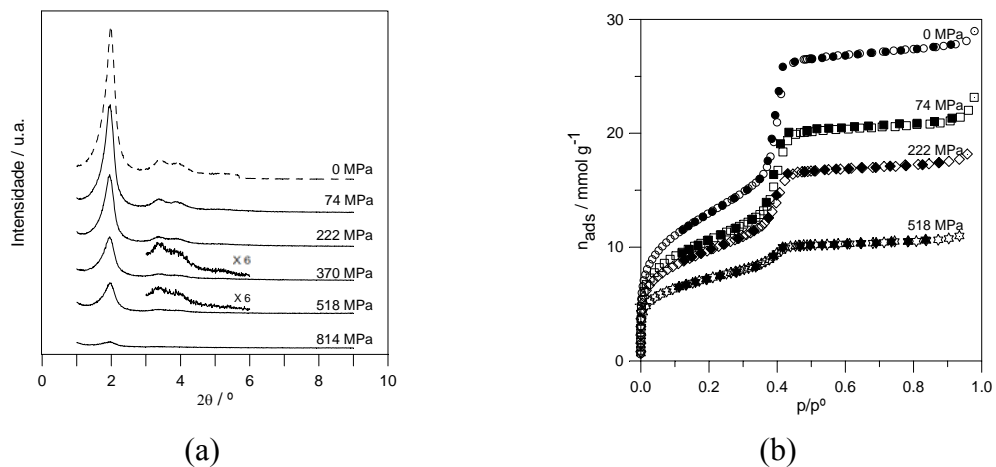 Intensidade / u.a.
0 MPa
74 MPa
222 MPa
X 6
370 MPa
X 6
518 MPa
814 MPa
0 2 4 6 8 10
2θ / º
(a)
30
20
10
0
n_ads / mmol g⁻¹
0 MPa
74 MPa
222 MPa
518 MPa
0.0 0.2 0.4 0.6 0.8 1.0
p/pº
(b)